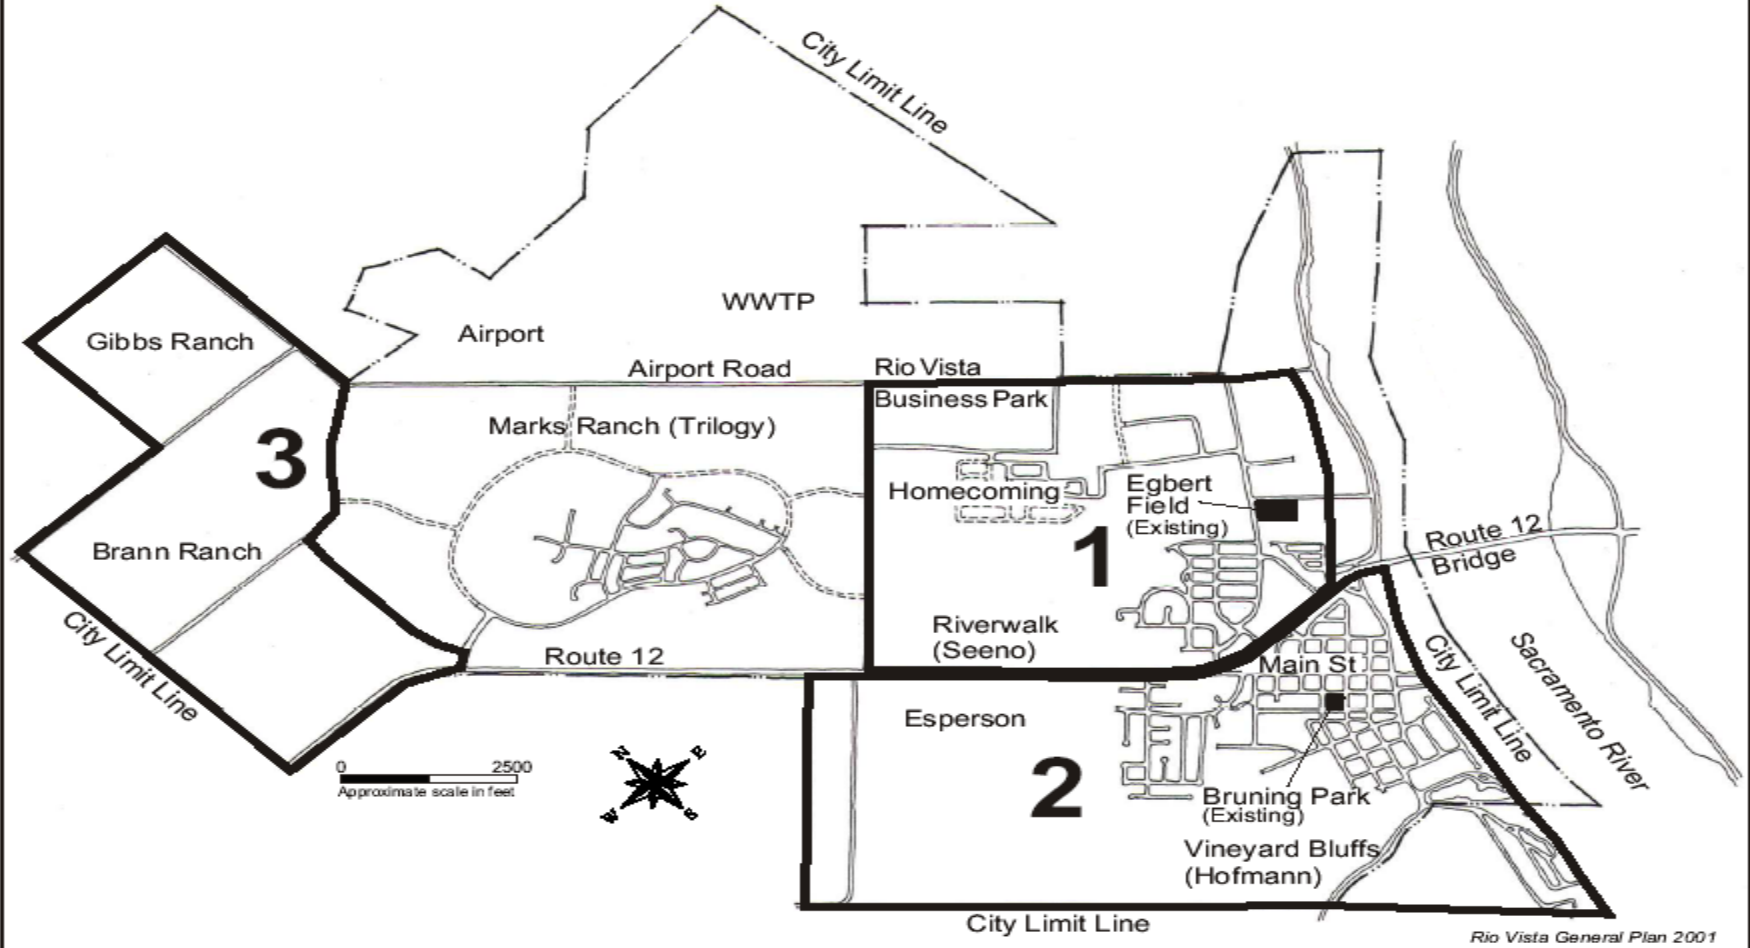 City Limit Line
WWTP
Airport
Gibbs Ranch
Airport Road
Rio Vista
Business Park
Marks Ranch (Trilogy)
3
Homecoming
Egbert
Field
(Existing)
1
Route 12
Bridge
Brann Ranch
City Limit Line
Riverwalk
(Seeno)
Route 12
Main St
City Limit Line
Sacramento River
Esperson
0 2500
Approximate scale in feet
N E
W S
2
Bruning Park
(Existing)
Vineyard Bluffs
(Hofmann)
City Limit Line
Rio Vista General Plan 2001